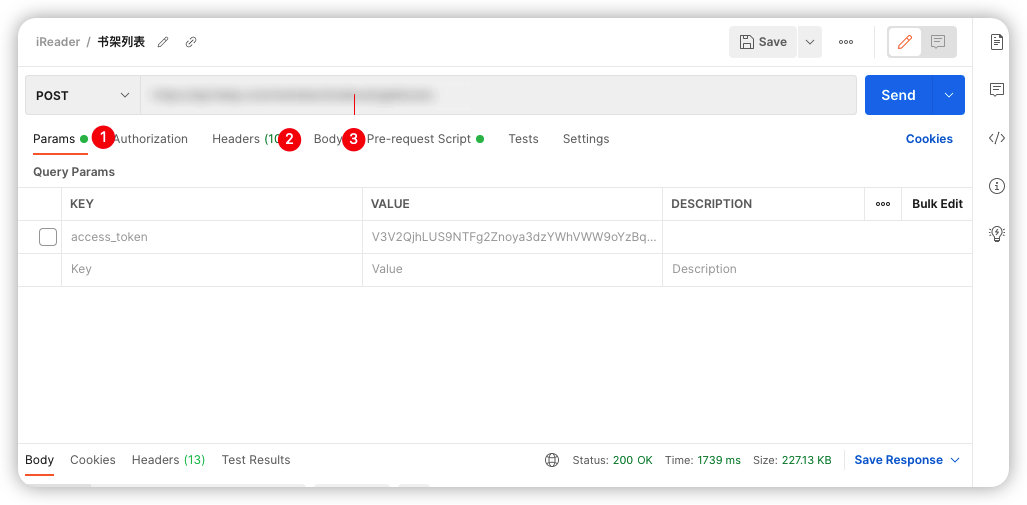 iReader / 书架列表
Save
POST
Send
Params 1 Authorization Headers (10 2 Body 3 Pre-request Script Tests Settings Cookies
Query Params
KEY VALUE DESCRIPTION Bulk Edit
access_token V3V2QjhLUS9NTFg2Znoya3dzYWhVWW9oYzBq...
Key Value Description
Body Cookies Headers (13) Test Results Status: 200 OK Time: 1739 ms Size: 227.13 KB Save Response